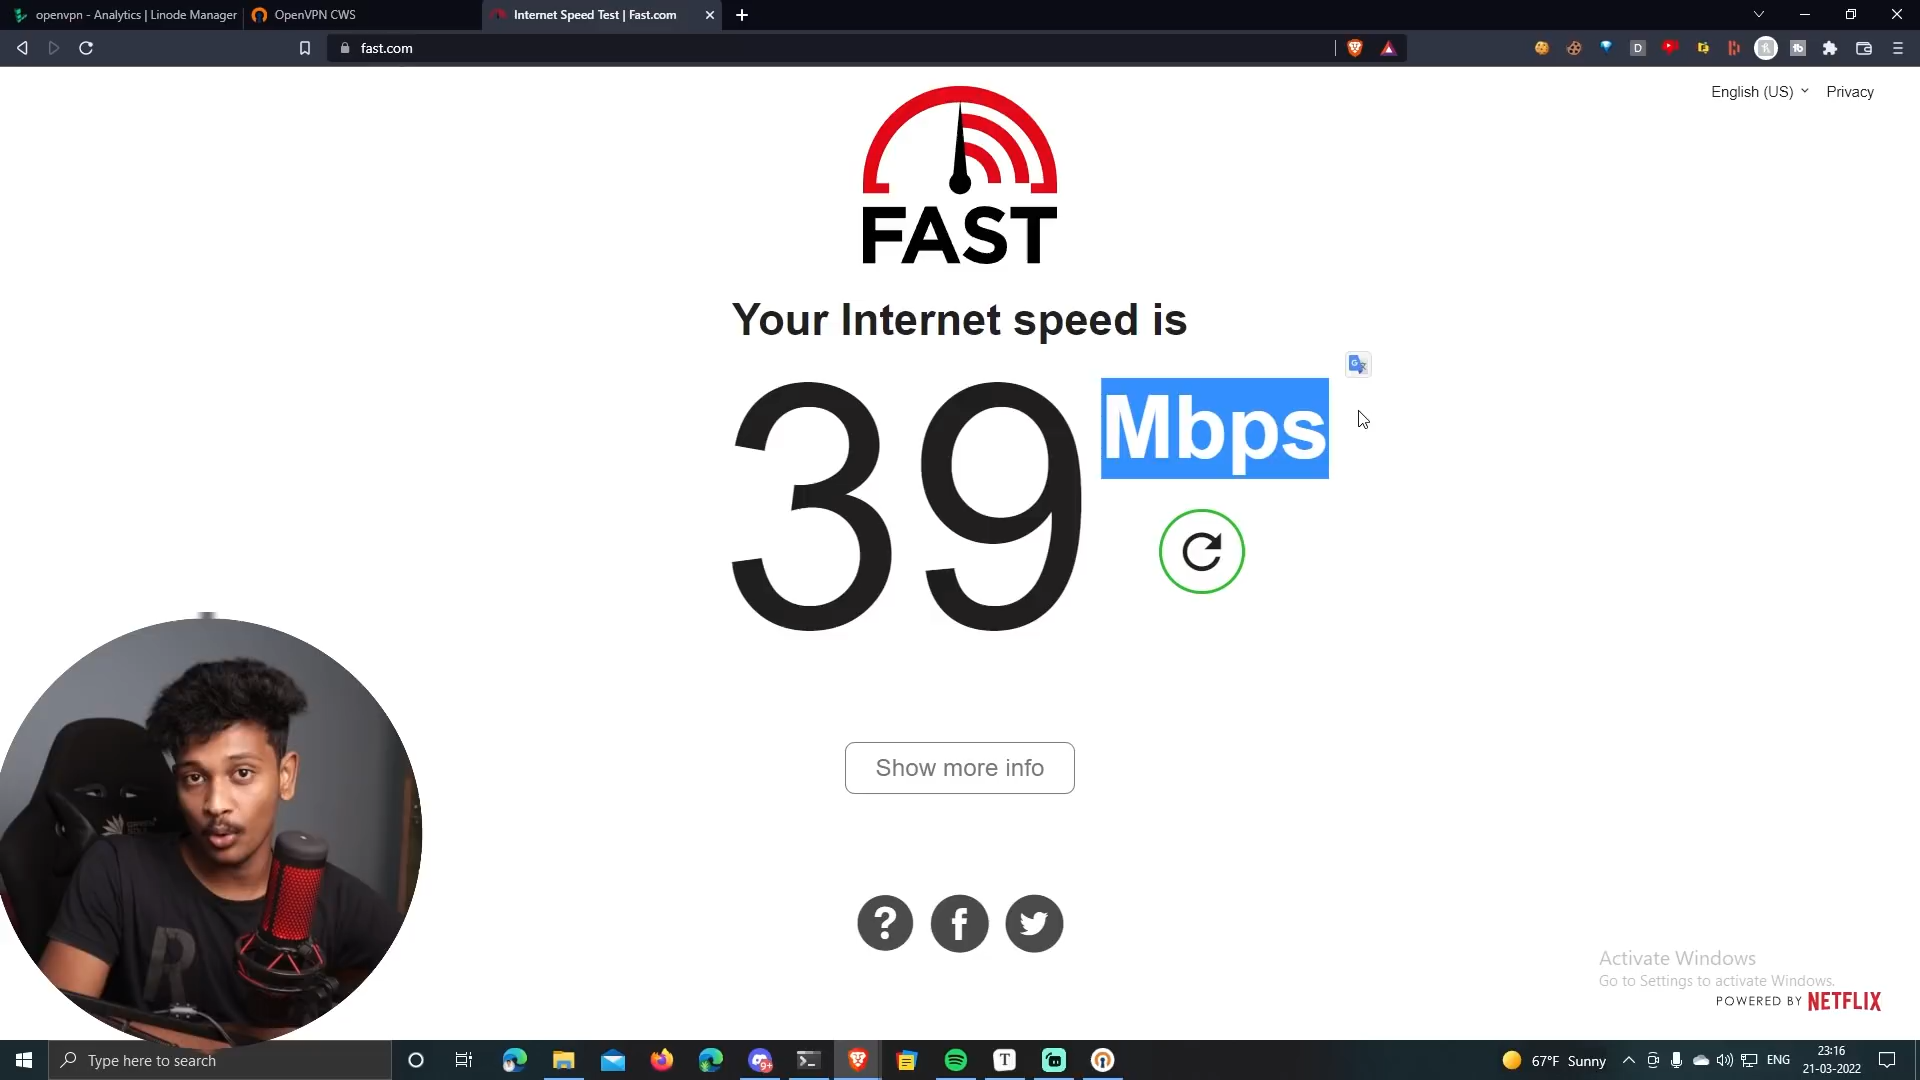 openvpn - Analytics | Linode Manager
OpenVPN CWS
Internet Speed Test | Fast.com
fast.com
English (US)
Privacy
FAST
Your Internet speed is
39 Mbps
Show more info
Activate Windows
Go to Settings to activate Windows.
POWERED BY NETFLIX
Type here to search
67°F Sunny
ENG
23:16
21-03-2022